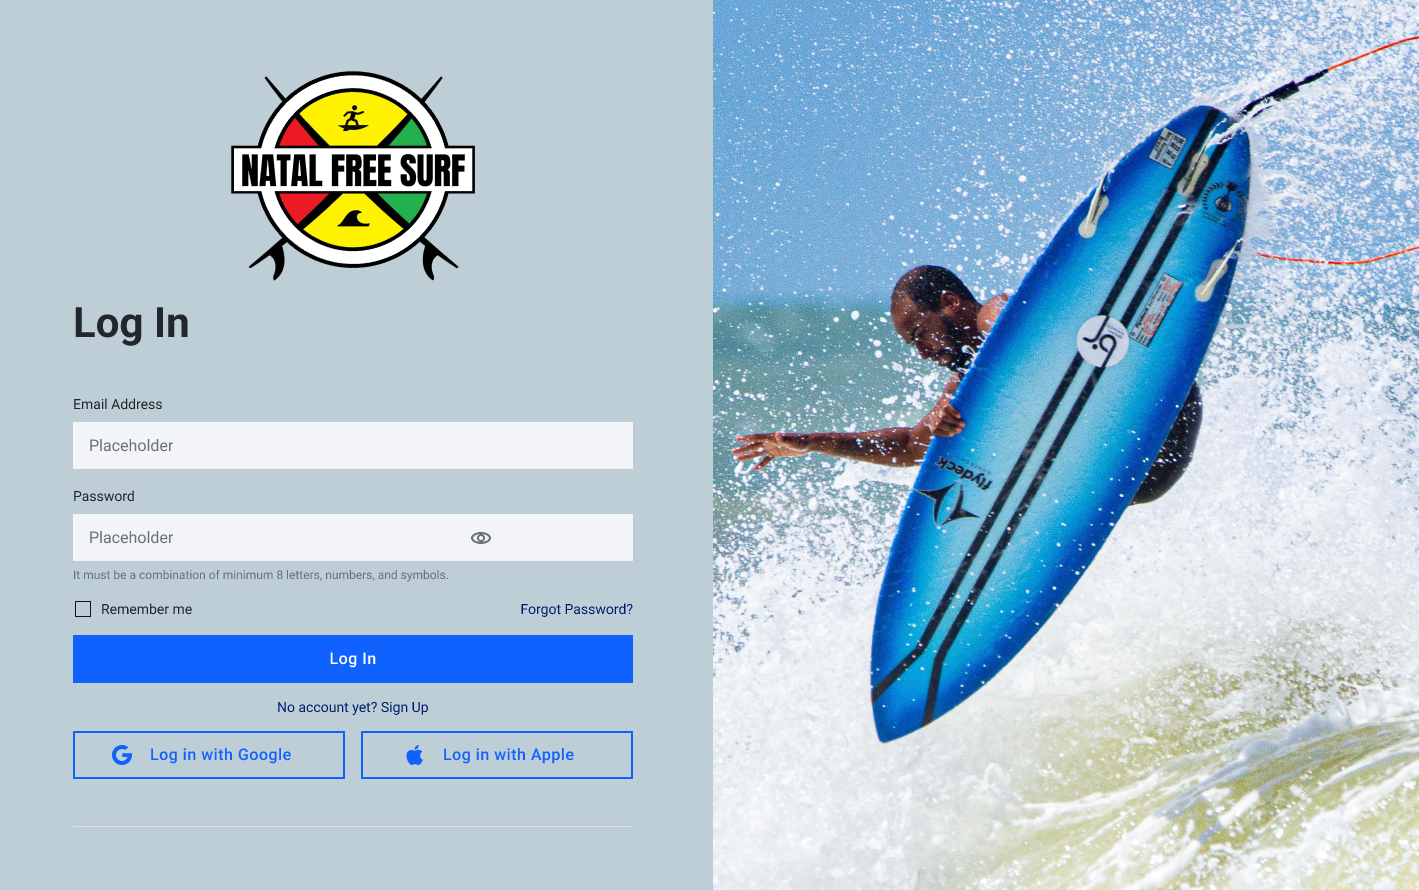 NATAL FREE SURF
Log In
Email Address
Placeholder
Password
Placeholder
It must be a combination of minimum 8 letters, numbers, and symbols.
Remember me
Forgot Password?
Log In
No account yet? Sign Up
Log in with Google
Log in with Apple
flydeck